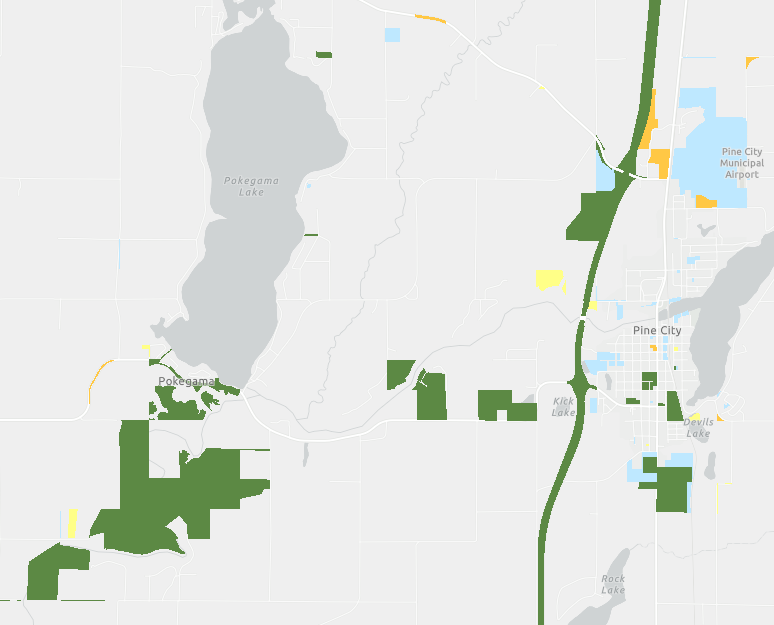 Pokegama
Lake
Pine City
Municipal
Airport
Pine City
Pokegama
Kick
Lake
Devils
Lake
Rock
Lake